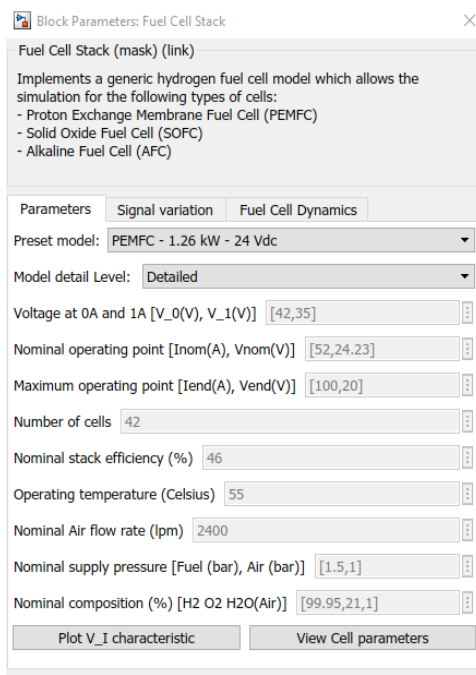 Block Parameters: Fuel Cell Stack
Fuel Cell Stack (mask) (link)
Implements a generic hydrogen fuel cell model which allows the
simulation for the following types of cells:
- Proton Exchange Membrane Fuel Cell (PEMFC)
- Solid Oxide Fuel Cell (SOFC)
- Alkaline Fuel Cell (AFC)
Parameters Signal variation Fuel Cell Dynamics
Preset model: PEMFC - 1.26 kW - 24 Vdc
Model detail Level: Detailed
Voltage at 0A and 1A [V_0(V), V_1(V)] [42,35]
Nominal operating point [Inom(A), Vnom(V)] [52,24.23]
Maximum operating point [Iend(A), Vend(V)] [100,20]
Number of cells 42
Nominal stack efficiency (%) 46
Operating temperature (Celsius) 55
Nominal Air flow rate (lpm) 2400
Nominal supply pressure [Fuel (bar), Air (bar)] [1.5,1]
Nominal composition (%) [H2 O2 H2O(Air)] [99.95,21,1]
Plot V_I characteristic View Cell parameters